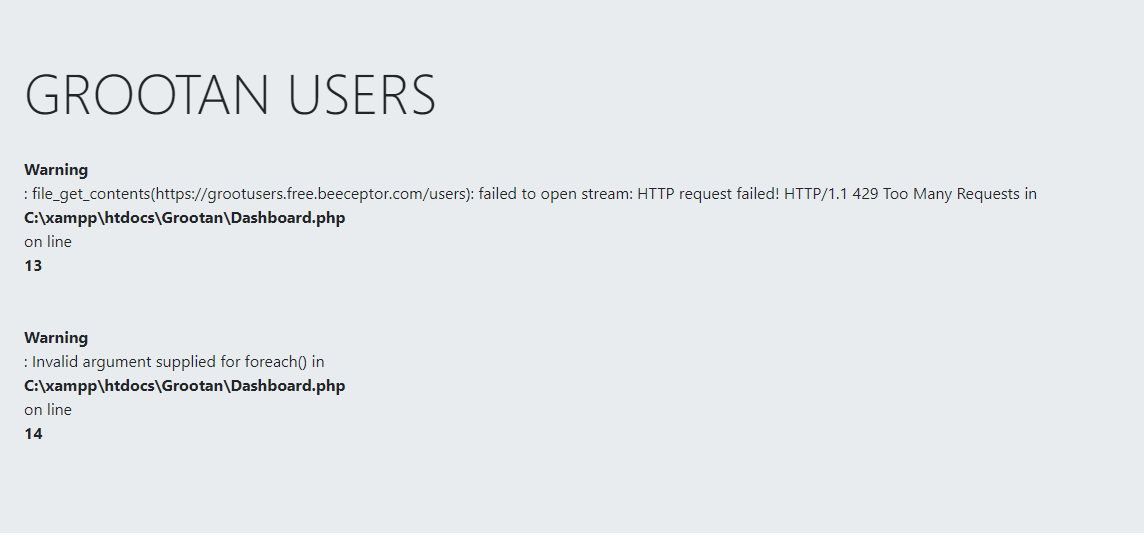 GROOTAN USERS
Warning
: file_get_contents(https://grootusers.free.beeceptor.com/users): failed to open stream: HTTP request failed! HTTP/1.1 429 Too Many Requests in
C:\xampp\htdocs\Grootan\Dashboard.php
on line
13
Warning
: Invalid argument supplied for foreach() in
C:\xampp\htdocs\Grootan\Dashboard.php
on line
14